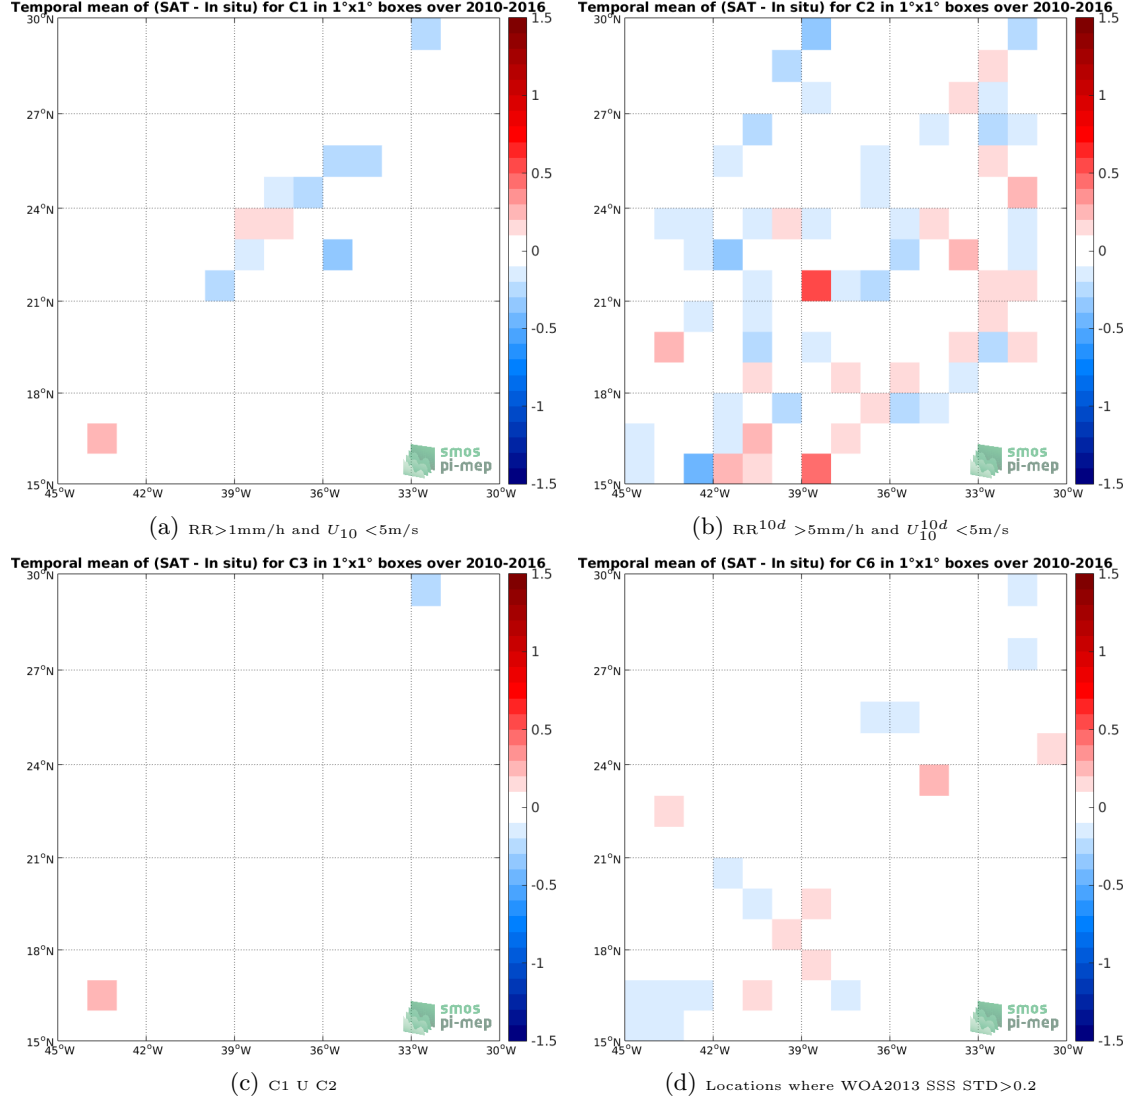 Temporal mean of (SAT - In situ) for C1 in 1°x1° boxes over 2010-2016
30°N
27°N
24°N
21°N
18°N
15°N
45°W 42°W 39°W 36°W 33°W 30°W
1.5
1
0.5
0
-0.5
-1
-1.5
smos
pi-mep
(a) RR>1mm/h and U10 <5m/s
Temporal mean of (SAT - In situ) for C2 in 1°x1° boxes over 2010-2016
30°N
27°N
24°N
21°N
18°N
15°N
45°W 42°W 39°W 36°W 33°W 30°W
1.5
1
0.5
0
-0.5
-1
-1.5
smos
pi-mep
(b) RR10d >5mm/h and U10d10 <5m/s
Temporal mean of (SAT - In situ) for C3 in 1°x1° boxes over 2010-2016
30°N
27°N
24°N
21°N
18°N
15°N
45°W 42°W 39°W 36°W 33°W 30°W
1.5
1
0.5
0
-0.5
-1
-1.5
smos
pi-mep
(c) C1 U C2
Temporal mean of (SAT - In situ) for C6 in 1°x1° boxes over 2010-2016
30°N
27°N
24°N
21°N
18°N
15°N
45°W 42°W 39°W 36°W 33°W 30°W
1.5
1
0.5
0
-0.5
-1
-1.5
smos
pi-mep
(d) Locations where WOA2013 SSS STD>0.2